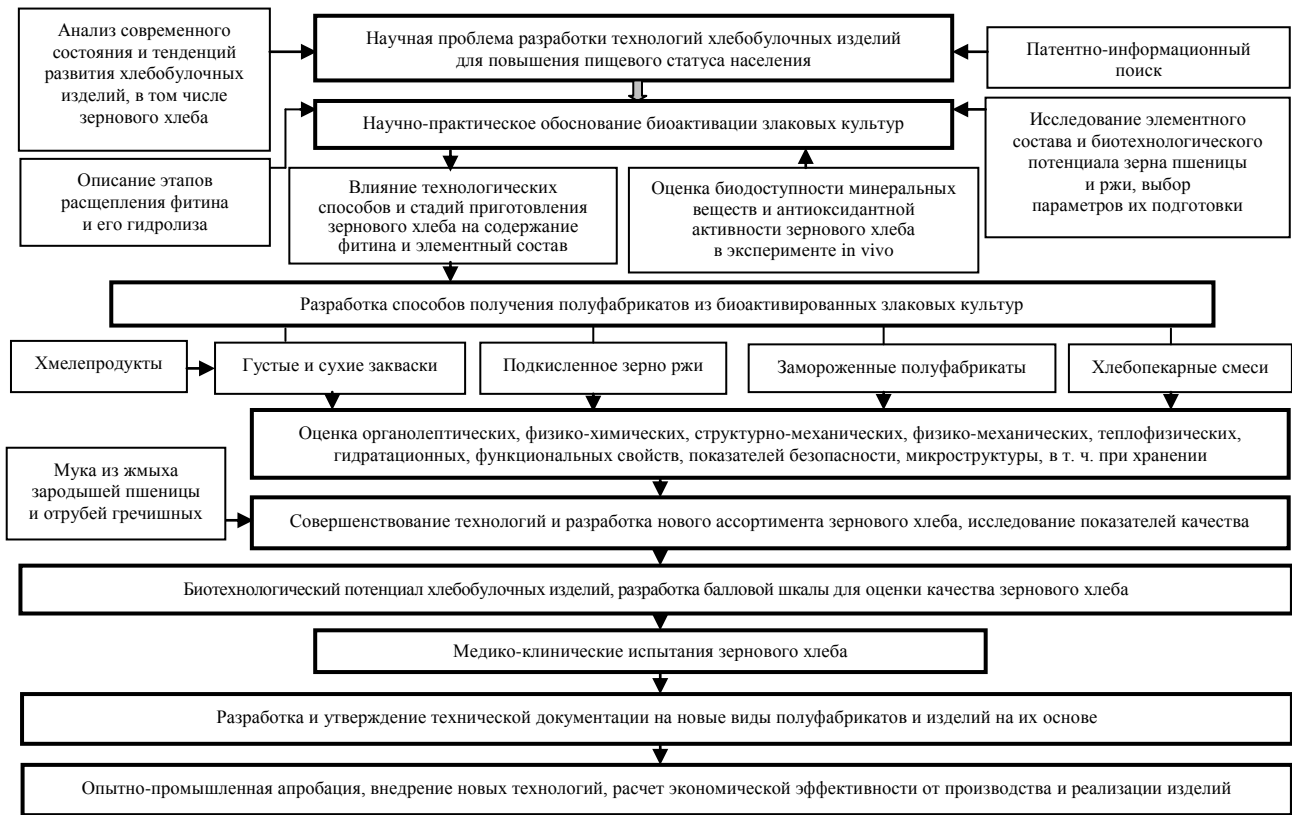 Анализ современного
состояния и тенденций
развития хлебобулочных
изделий, в том числе
зернового хлеба
Научная проблема разработки технологий хлебобулочных изделий
для повышения пищевого статуса населения
Патентно-информационный
поиск
Научно-практическое обоснование биоактивации злаковых культур
Описание этапов
расщепления фитина
и его гидролиза
Влияние технологических
способов и стадий приготовления
зернового хлеба на содержание
фитина и элементный состав
Оценка биодоступности минеральных
веществ и антиоксидантной
активности зернового хлеба
в эксперименте in vivo
Исследование элементного
состава и биотехнологического
потенциала зерна пшеницы
и ржи, выбор
параметров их подготовки
Разработка способов получения полуфабрикатов из биоактивированных злаковых культур
Хмелепродукты
Густые и сухие закваски
Подкисленное зерно ржи
Замороженные полуфабрикаты
Хлебопекарные смеси
Оценка органолептических, физико-химических, структурно-механических, физико-механических, теплофизических,
гидратационных, функциональных свойств, показателей безопасности, микроструктуры, в т. ч. при хранении
Мука из жмыха
зародышей пшеницы
и отрубей гречишных
Совершенствование технологий и разработка нового ассортимента зернового хлеба, исследование показателей качества
Биотехнологический потенциал хлебобулочных изделий, разработка балловой шкалы для оценки качества зернового хлеба
Медико-клинические испытания зернового хлеба
Разработка и утверждение технической документации на новые виды полуфабрикатов и изделий на их основе
Опытно-промышленная апробация, внедрение новых технологий, расчет экономической эффективности от производства и реализации изделий